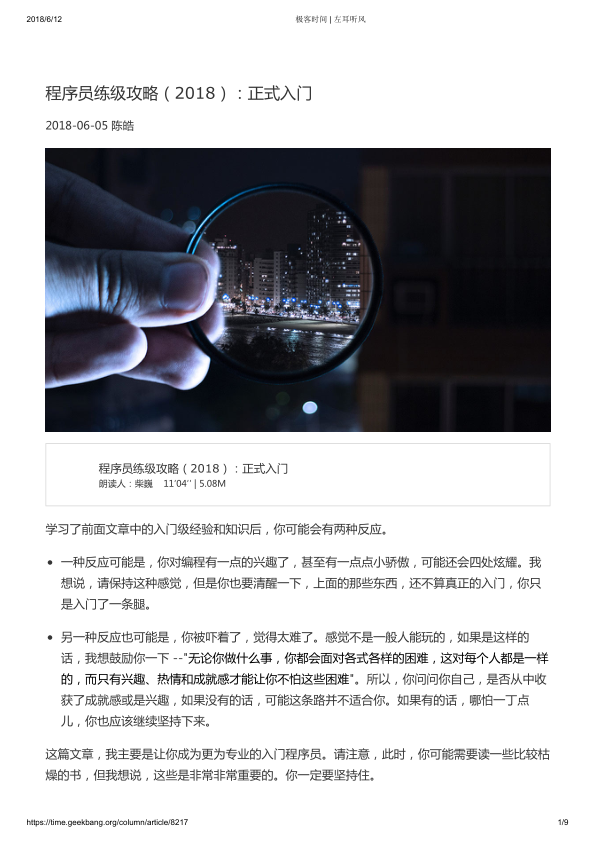 2018/6/12
极客时间 | 左耳听风
程序员练级攻略（2018）：正式入门
2018-06-05 陈皓
程序员练级攻略（2018）：正式入门
朗读人：柴巍 11′04′′ | 5.08M
学习了前面文章中的入门级经验和知识后，你可能会有两种反应。
• 一种反应可能是，你对编程有一点的兴趣了，甚至有一点点小骄傲，可能还会四处炫耀。我
想说，请保持这种感觉，但是你也要清醒一下，上面的那些东西，还不算真正的入门，你只
是入门了一条腿。
• 另一种反应也可能是，你被吓着了，觉得太难了。感觉不是一般人能玩的，如果是这样的
话，我想鼓励你一下 --"无论你做什么事，你都会面对各式各样的困难，这对每个人都是一样
的，而只有兴趣、热情和成就感才能让你不怕这些困难"。所以，你问问你自己，是否从中收
获了成就感或是兴趣，如果没有的话，可能这条路并不适合你。如果有的话，哪怕一丁点
儿，你也应该继续坚持下来。
这篇文章，我主要是让你成为更为专业的入门程序员。请注意，此时，你可能需要读一些比较枯
燥的书，但我想说，这些是非常非常重要的。你一定要坚持住。
https://time.geekbang.org/column/article/8217
1/9